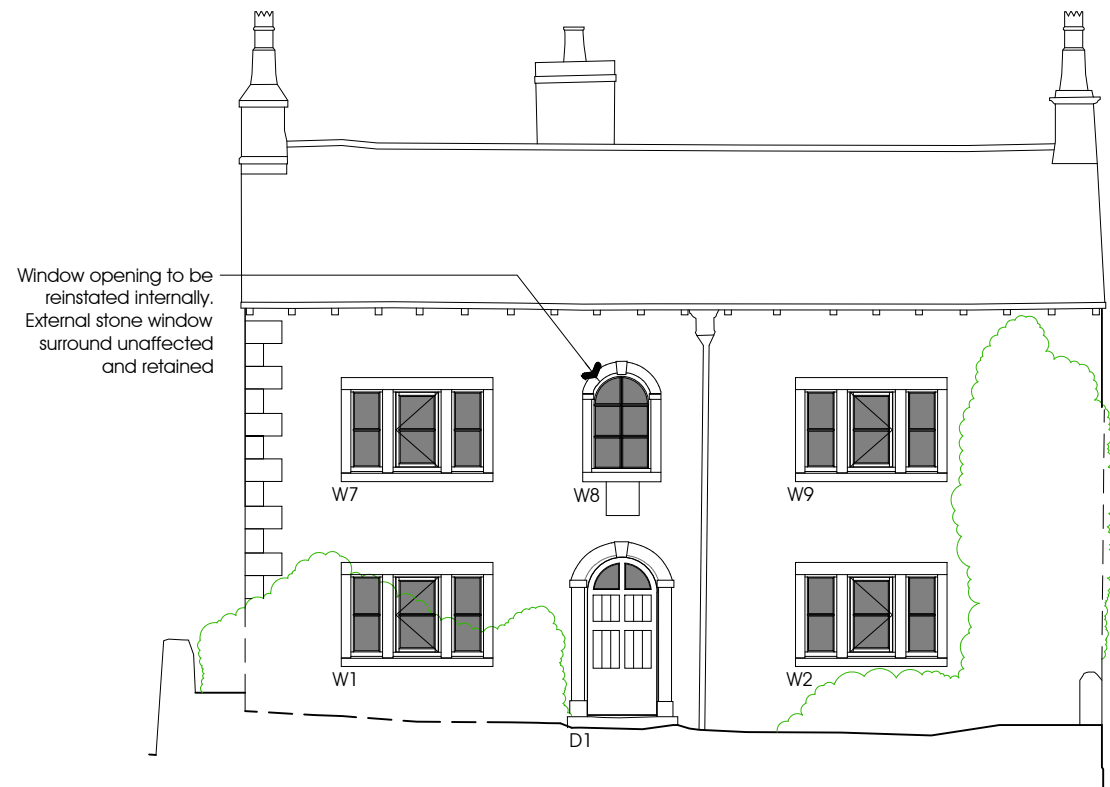 Window opening to be
reinstated internally.
External stone window
surround unaffected
and retained
W7
W8
W9
W1
W2
D1